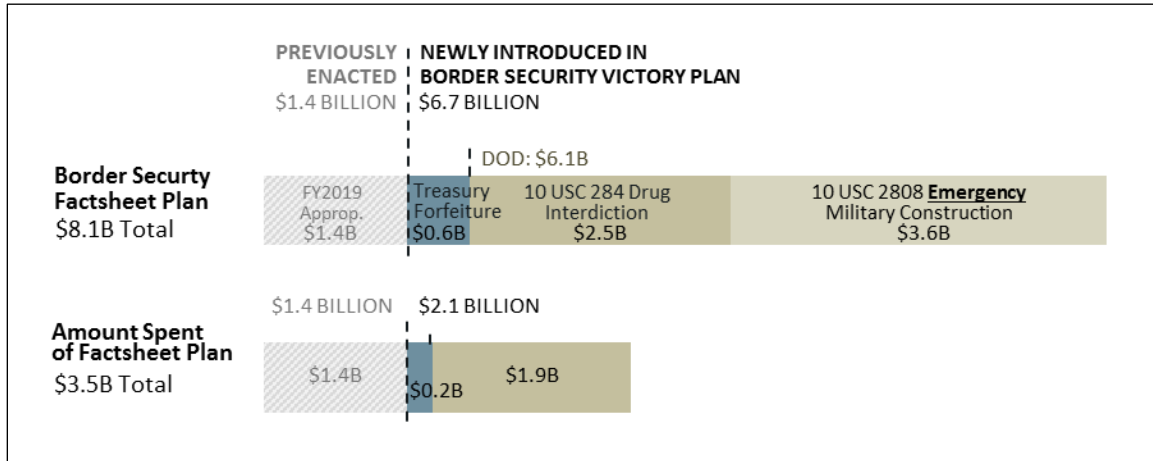 PREVIOUSLY ENACTED
$1.4 BILLION
NEWLY INTRODUCED IN
BORDER SECURITY VICTORY PLAN
$6.7 BILLION
DOD: $6.1B
Border Securty
Factsheet Plan
$8.1B Total
FY2019
Approp.
$1.4B
Treasury
Forfeiture
$0.6B
10 USC 284 Drug
Interdiction
$2.5B
10 USC 2808 Emergency
Military Construction
$3.6B
$1.4 BILLION
$2.1 BILLION
Amount Spent
of Factsheet Plan
$3.5B Total
$1.4B
$0.2B
$1.9B